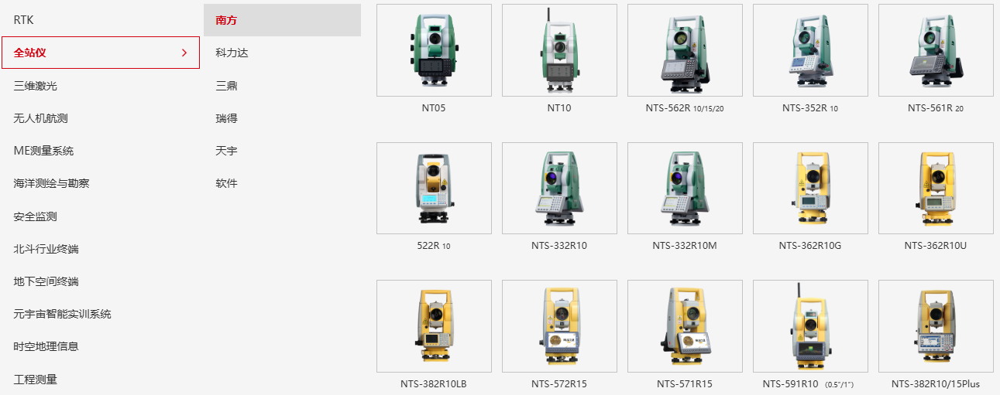 RTK
全站仪
三维激光
无人机航测
ME测量系统
海洋测绘与勘察
安全监测
北斗行业终端
地下空间终端
元宇宙智能实训系统
时空地理信息
工程测量
南方
科力达
三鼎
瑞得
天宇
软件
NT05
NT10
NTS-562R 10/15/20
NTS-352R 10
NTS-561R 20
522R 10
NTS-332R10
NTS-332R10M
NTS-362R10G
NTS-362R10U
NTS-382R10LB
NTS-572R15
NTS-571R15
NTS-591R10 （0.5″/1″）
NTS-382R10/15Plus